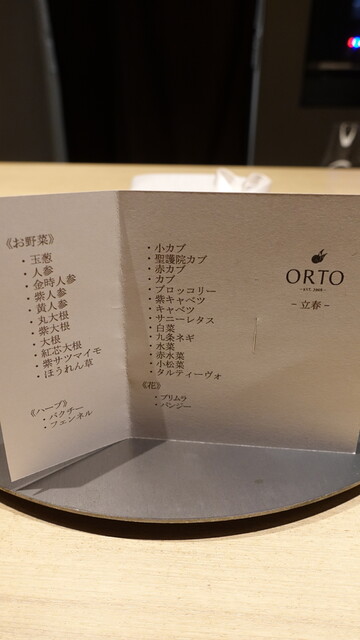 《お野菜》
・玉葱
・人参
・金時人参
・紫人参
・黄人参
・丸大根
・紫大根
・大根
・紅芯大根
・紫サツマイモ
・ほうれん草
《ハーブ》
・パクチー
・フェンネル
・小カブ
・聖護院カブ
・赤カブ
・カブ
・ブロッコリー
・紫キャベツ
・キャベツ
・サニーレタス
・白菜
・九条ネギ
・水菜
・赤水菜
・小松菜
・タルティーヴォ
《花》
・プリムラ
・パンジー
ORTO
－立春－